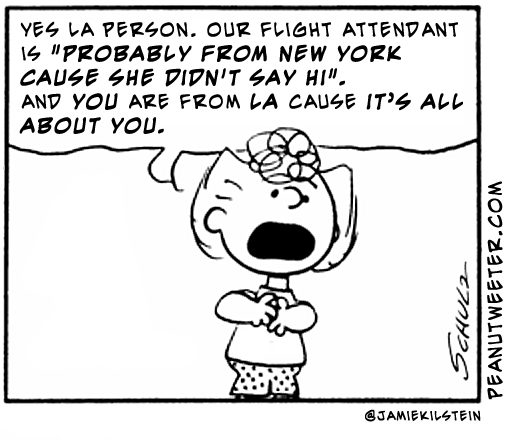 YES LA PERSON. OUR FLIGHT ATTENDANT
IS "PROBABLY FROM NEW YORK
CAUSE SHE DIDN'T SAY HI".
AND YOU ARE FROM LA CAUSE IT'S ALL
ABOUT YOU.
SCHULZ
PEANUTWEETER.COM
@JAMIEKILSTEIN